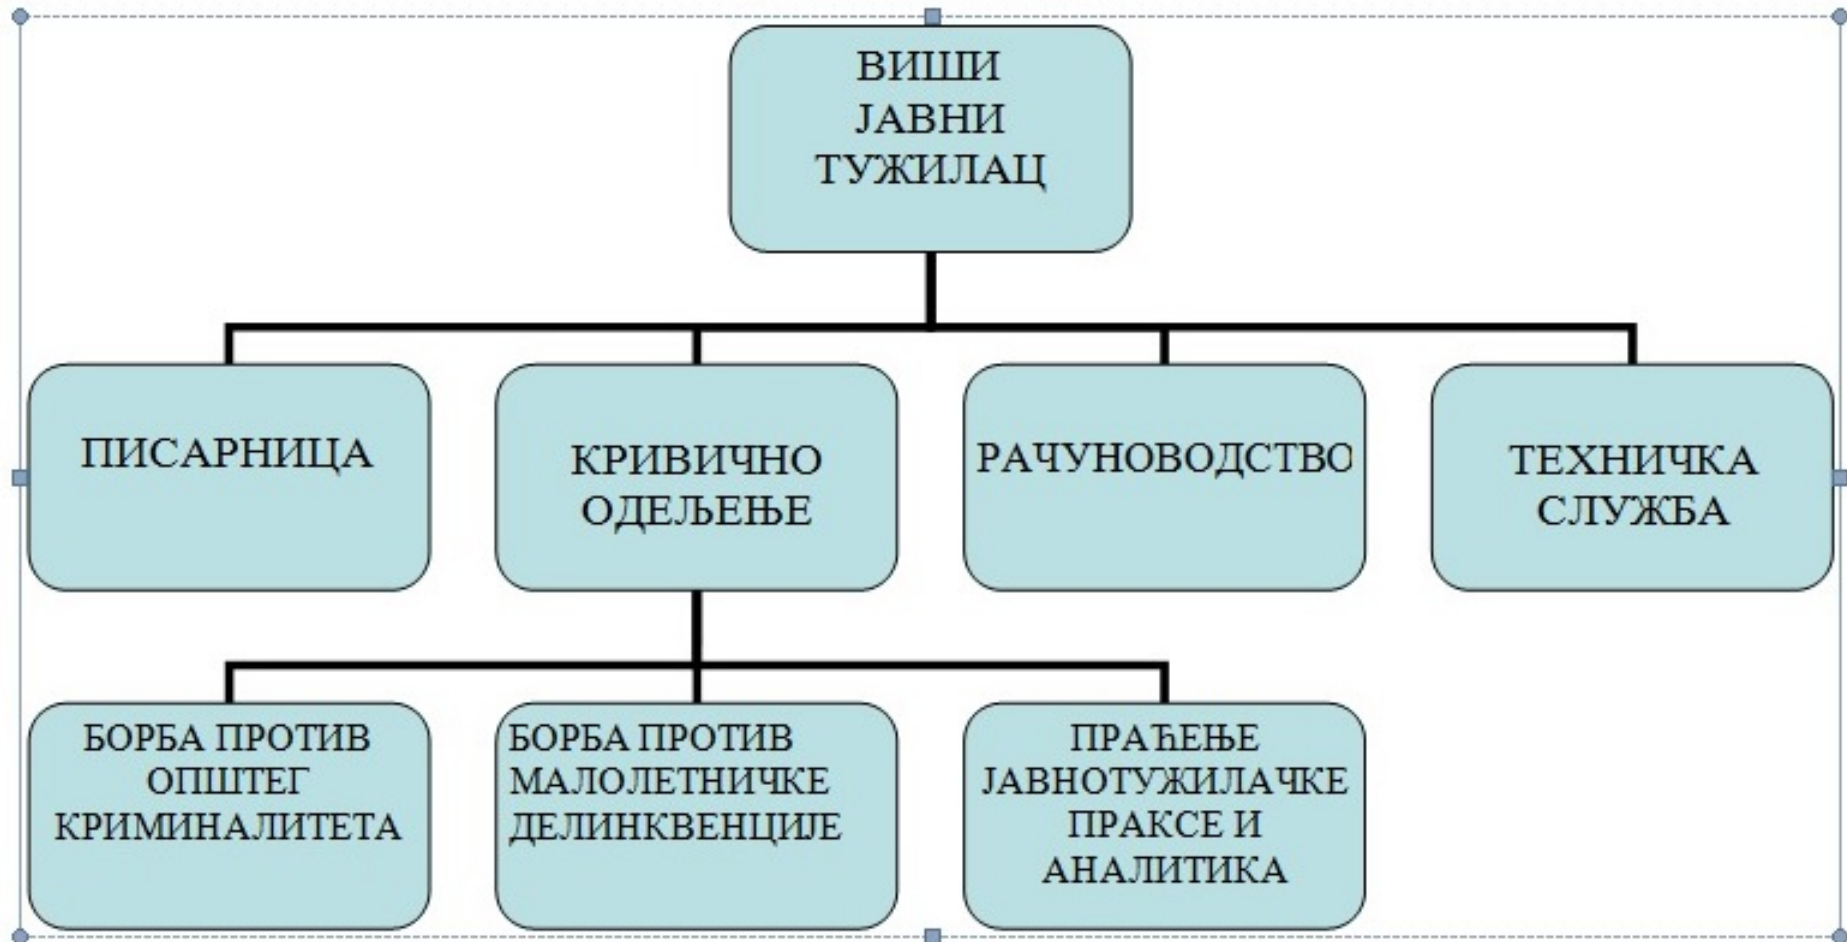 ВИШИ
ЈАВНИ
ТУЖИЛАЦ
ПИСАРНИЦА
КРИВИЧНО
ОДЕЉЕЊЕ
РАЧУНОВОДСТВО
ТЕХНИЧКА
СЛУЖБА
БОРБА ПРОТИВ
ОПШТЕГ
КРИМИНАЛИТЕТА
БОРБА ПРОТИВ
МАЛОЛЕТНИЧКЕ
ДЕЛИНКВЕНЦИЈЕ
ПРАЋЕЊЕ
ЈАВНОТУЖИЛАЧКЕ
ПРАКСЕ И
АНАЛИТИКА